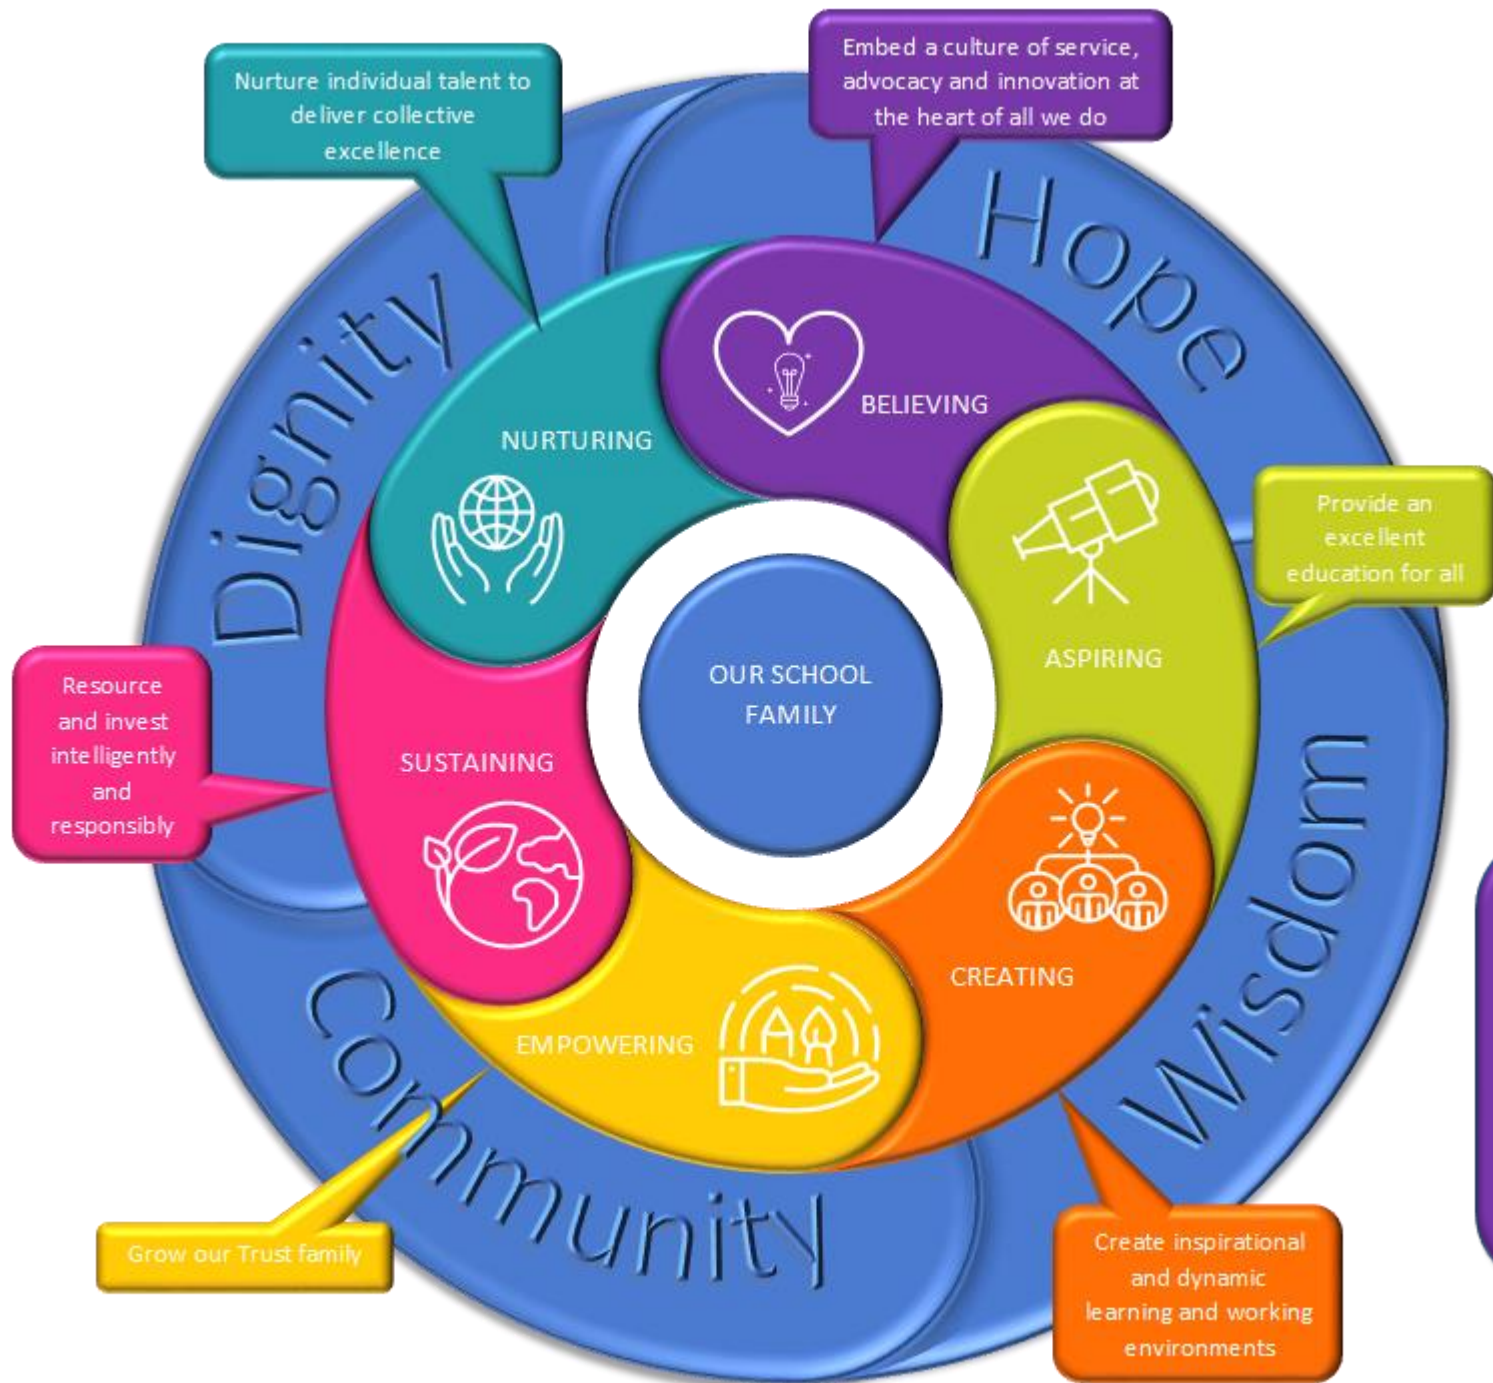 Nurture individual talent to
deliver collective
excellence
Embed a culture of service,
advocacy and innovation at
the heart of all we do
Hope
Dignity
BELIEVING
NURTURING
Provide an
excellent
education for all
ASPIRING
OUR SCHOOL
FAMILY
Resource
and invest
intelligently
and
responsibly
SUSTAINING
Wisdom
CREATING
EMPOWERING
Community
Grow our Trust family
Create inspirational
and dynamic
learning and working
environments